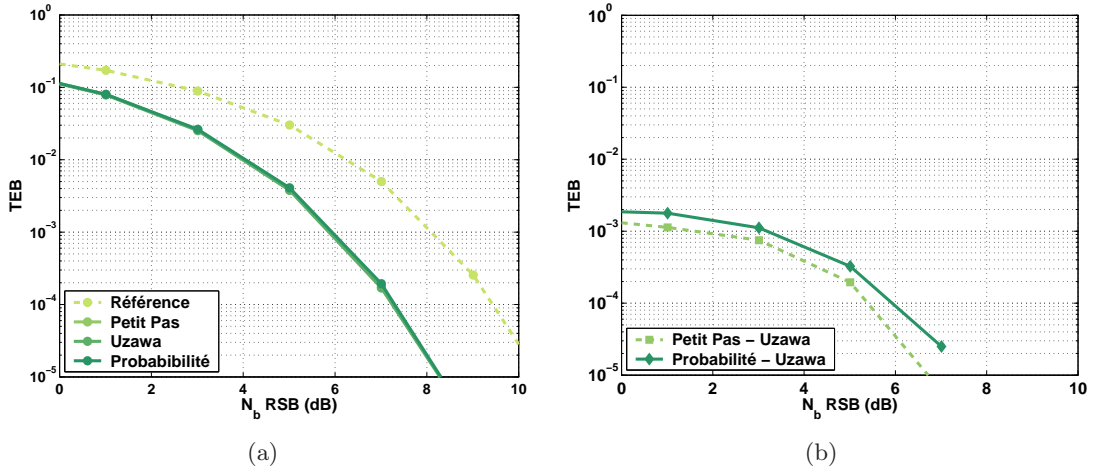 10^0
10^-1
10^-2
10^-3
10^-4
10^-5
TEB
0 2 4 6 8 10
N_b RSB (dB)
Référence
Petit Pas
Uzawa
Probabibilité
(a)
10^0
10^-1
10^-2
10^-3
10^-4
10^-5
TEB
0 2 4 6 8 10
N_b RSB (dB)
Petit Pas – Uzawa
Probabilité – Uzawa
(b)